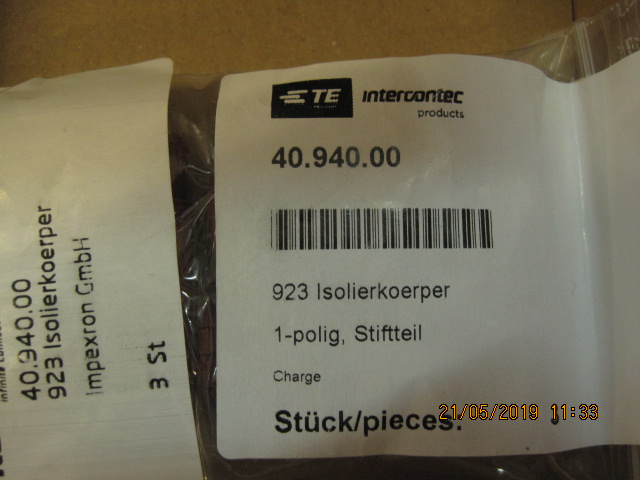 TE
intercontec
products
40.940.00
923 Isolierkoerper
1-polig, Stiftteil
Charge
Stück/pieces:
21/05/2019 11:33
40.940.00
923 Isolierkoerper
Impexron GmbH
3 St